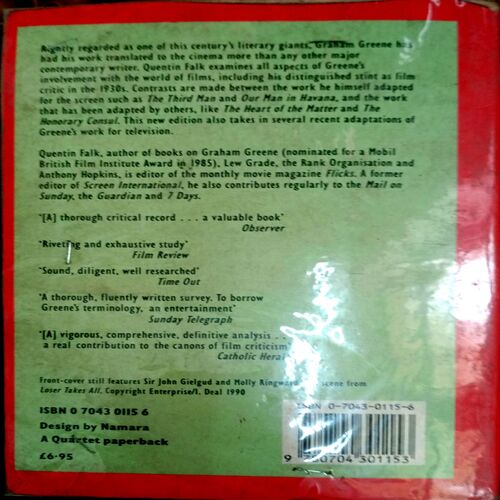 Rightly regarded as one of this century's literary giants, Graham Greene has
had his work translated to the cinema more than any other major
contemporary writer. Quentin Falk examines all aspects of Greene's
involvement with the world of films, including his distinguished stint as film
critic in the 1930s. Contrasts are made between the work he himself adapted
for the screen such as The Third Man and Our Man in Havana, and the work
that has been adapted by others, like The Heart of the Matter and The
Honorary Consul. This new edition also takes in several recent adaptations of
Greene's work for television.
Quentin Falk, author of books on Graham Greene (nominated for a Mobil
British Film Institute Award in 1985), Lew Grade, the Rank Organisation and
Anthony Hopkins, is editor of the monthly movie magazine Flicks. A former
editor of Screen International, he also contributes regularly to the Mail on
Sunday, the Guardian and 7 Days.
'[A] thorough critical record . . . a valuable book'
Observer
'Riveting and exhaustive study'
Film Review
'Sound, diligent, well researched'
Time Out
'A thorough, fluently written survey. To borrow
Greene's terminology, an entertainment'
Sunday Telegraph
'[A] vigorous, comprehensive, definitive analysis . .
a real contribution to the canons of film criticism'
Catholic Heral
Front-cover still features Sir John Gielgud and Molly Ringw scene from
Loser Takes All, Copyright Enterprise/I. Deal 1990
ISBN 0 7043 0115 6
Design by Namara
A Quartet paperback
£6·95
ISBN 0-7043-0115-6
9 780704 301153